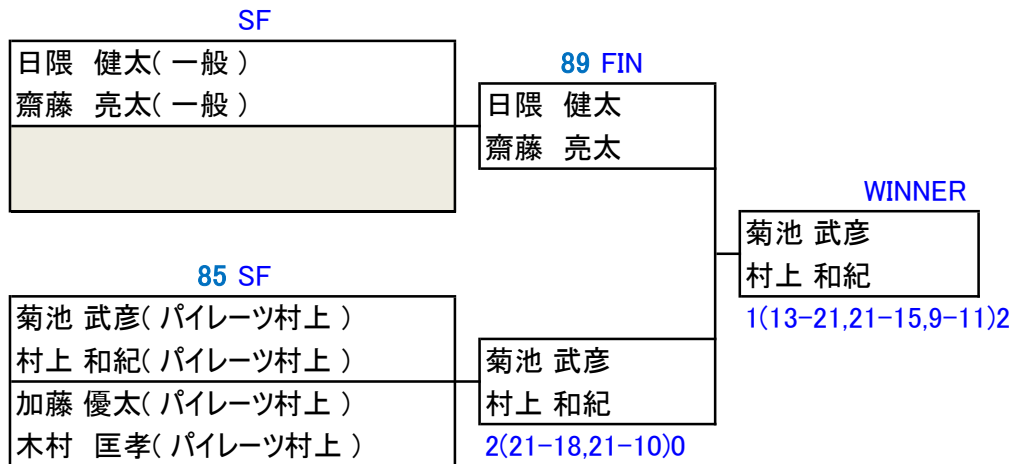 SF
日隈 健太( 一般 )
齋藤 亮太( 一般 )
89 FIN
日隈 健太
齋藤 亮太
WINNER
菊池 武彦
村上 和紀
1(13-21,21-15,9-11)2
85 SF
菊池 武彦( パイレーツ村上 )
村上 和紀( パイレーツ村上 )
加藤 優太( パイレーツ村上 )
木村 匡孝( パイレーツ村上 )
菊池 武彦
村上 和紀
2(21-18,21-10)0